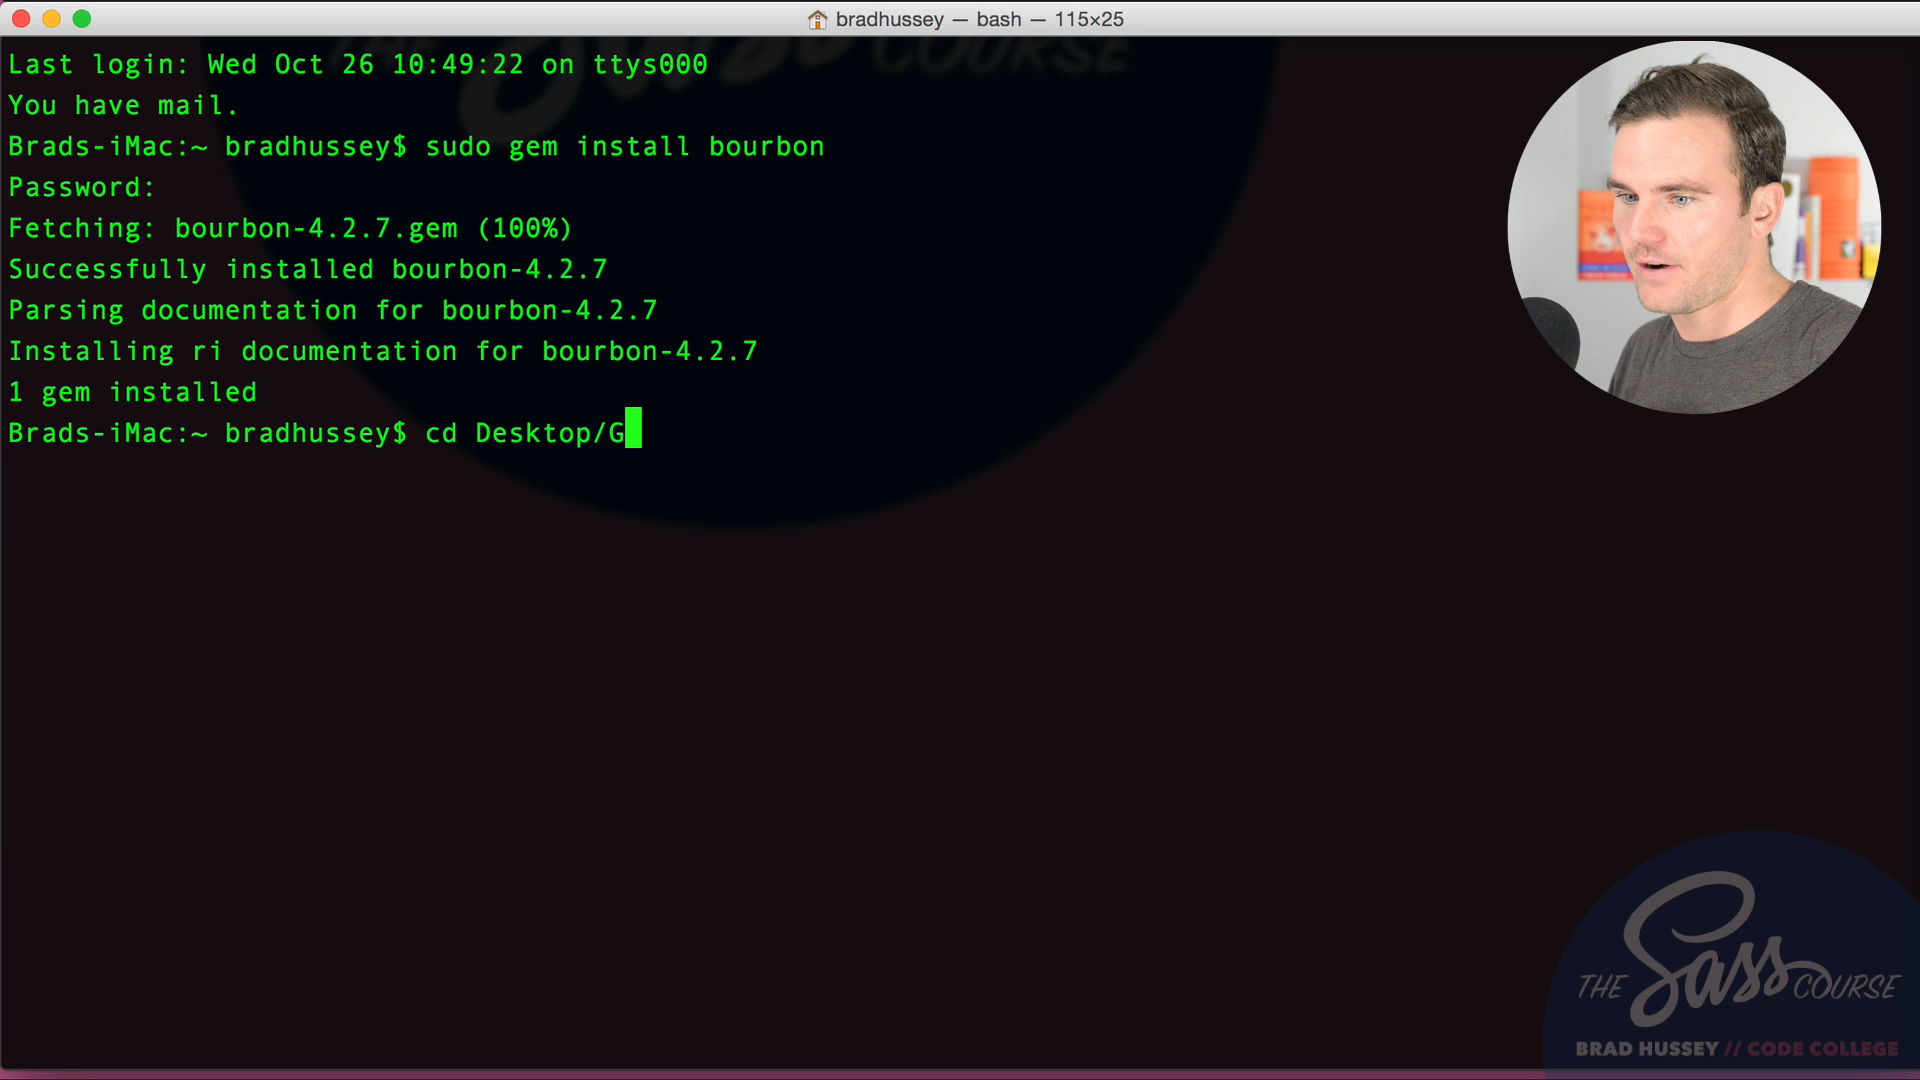 bradhussey — bash — 115×25
THE Sass COURSE
Last login: Wed Oct 26 10:49:22 on ttys000
You have mail.
Brads-iMac:~ bradhussey$ sudo gem install bourbon
Password:
Fetching: bourbon-4.2.7.gem (100%)
Successfully installed bourbon-4.2.7
Parsing documentation for bourbon-4.2.7
Installing ri documentation for bourbon-4.2.7
1 gem installed
Brads-iMac:~ bradhussey$ cd Desktop/G
THE Sass COURSE
BRAD HUSSEY // CODE COLLEGE